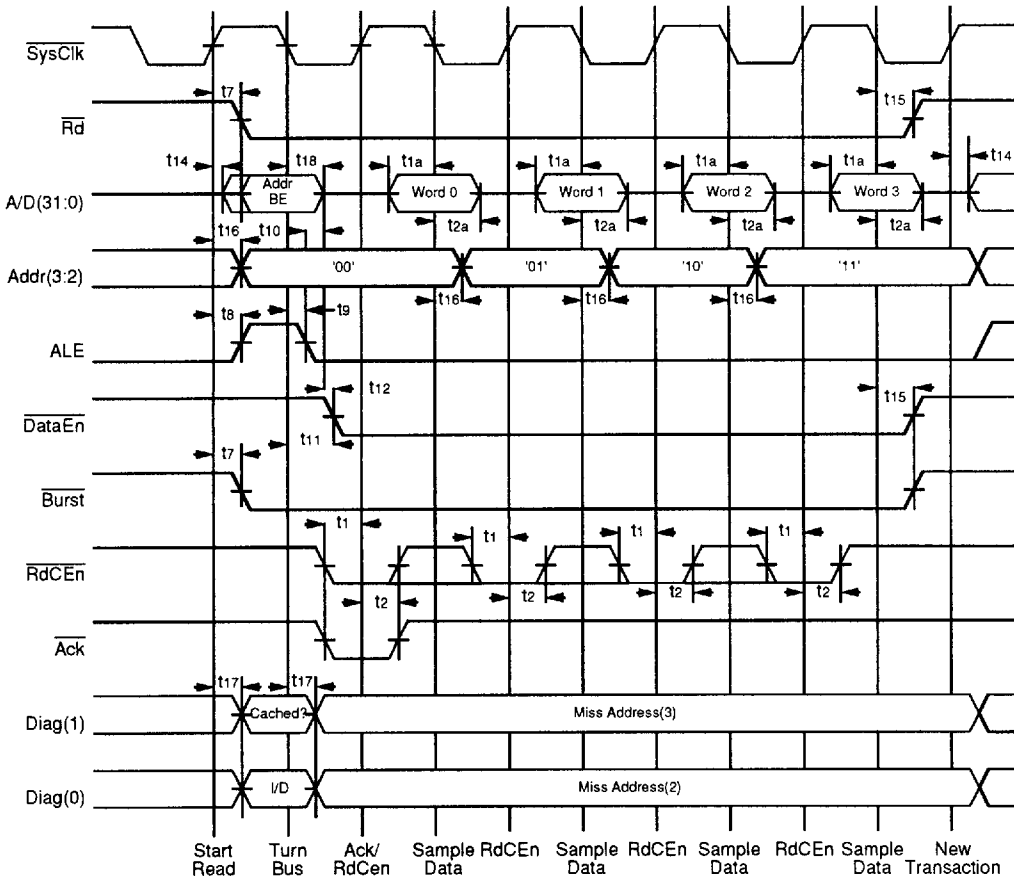 SysClk
t7 t15
Rd
t14 t18 t1a t1a t1a t1a t14
A/D(31:0) Addr BE Word 0 Word 1 Word 2 Word 3
t2a t2a t2a t2a
t16 t10
Addr(3:2) '00' '01' '10' '11'
t16 t16 t16
t8 t9
ALE
t12 t15
DataEn
t11
t7
Burst
t1 t1 t1 t1
RdCEn
t2 t2 t2 t2
Ack
t17 t17
Diag(1) Cached? Miss Address(3)
Diag(0) I/D Miss Address(2)
Start Turn Ack/ Sample RdCEn Sample RdCEn Sample RdCEn Sample New
Read Bus RdCen Data Data Data Data Transaction